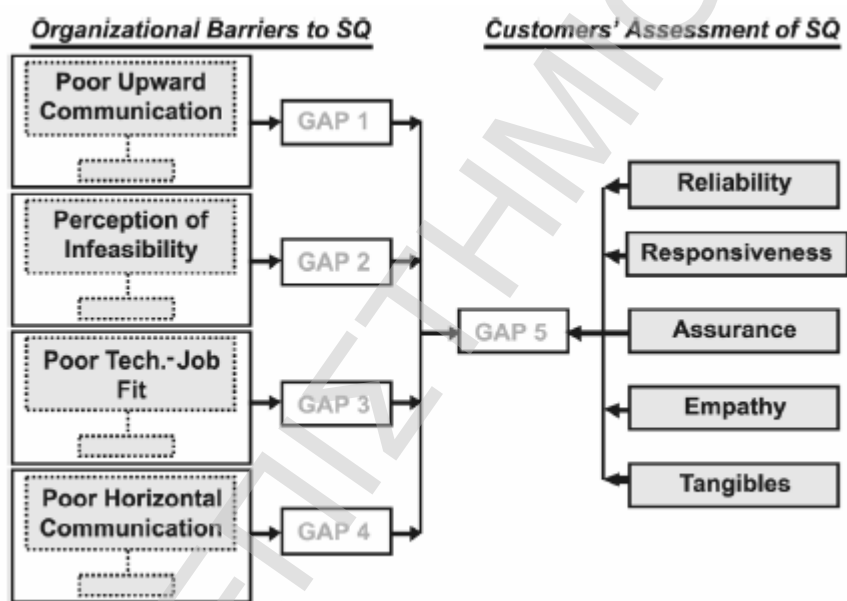 Organizational Barriers to SQ
Customers' Assessment of SQ
Poor Upward
Communication
GAP 1
Perception of
Infeasibility
GAP 2
Poor Tech.-Job
Fit
GAP 3
Poor Horizontal
Communication
GAP 4
GAP 5
Reliability
Responsiveness
Assurance
Empathy
Tangibles